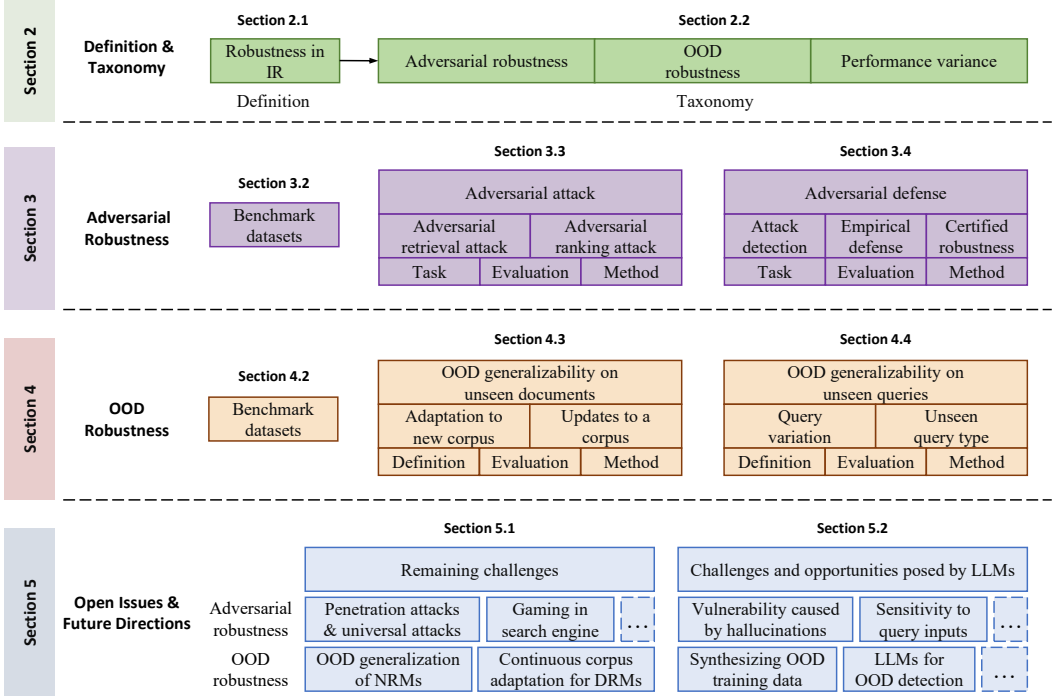 Section 2
Definition &
Taxonomy
Section 2.1
Robustness in
IR
Definition
Section 2.2
Adversarial robustness
OOD
robustness
Performance variance
Taxonomy
Section 3
Adversarial
Robustness
Section 3.2
Benchmark
datasets
Section 3.3
Adversarial attack
Adversarial
retrieval attack
Adversarial
ranking attack
Task
Evaluation
Method
Section 3.4
Adversarial defense
Attack
detection
Empirical
defense
Certified
robustness
Task
Evaluation
Method
Section 4
OOD
Robustness
Section 4.2
Benchmark
datasets
Section 4.3
OOD generalizability on
unseen documents
Adaptation to
new corpus
Updates to a
corpus
Definition
Evaluation
Method
Section 4.4
OOD generalizability on
unseen queries
Query
variation
Unseen
query type
Definition
Evaluation
Method
Section 5
Open Issues &
Future Directions
Section 5.1
Remaining challenges
Section 5.2
Challenges and opportunities posed by LLMs
Adversarial
robustness
Penetration attacks
& universal attacks
Gaming in
search engine
...
Vulnerability caused
by hallucinations
Sensitivity to
query inputs
...
OOD
robustness
OOD generalization
of NRMs
Continuous corpus
adaptation for DRMs
Synthesizing OOD
training data
LLMs for
OOD detection
...